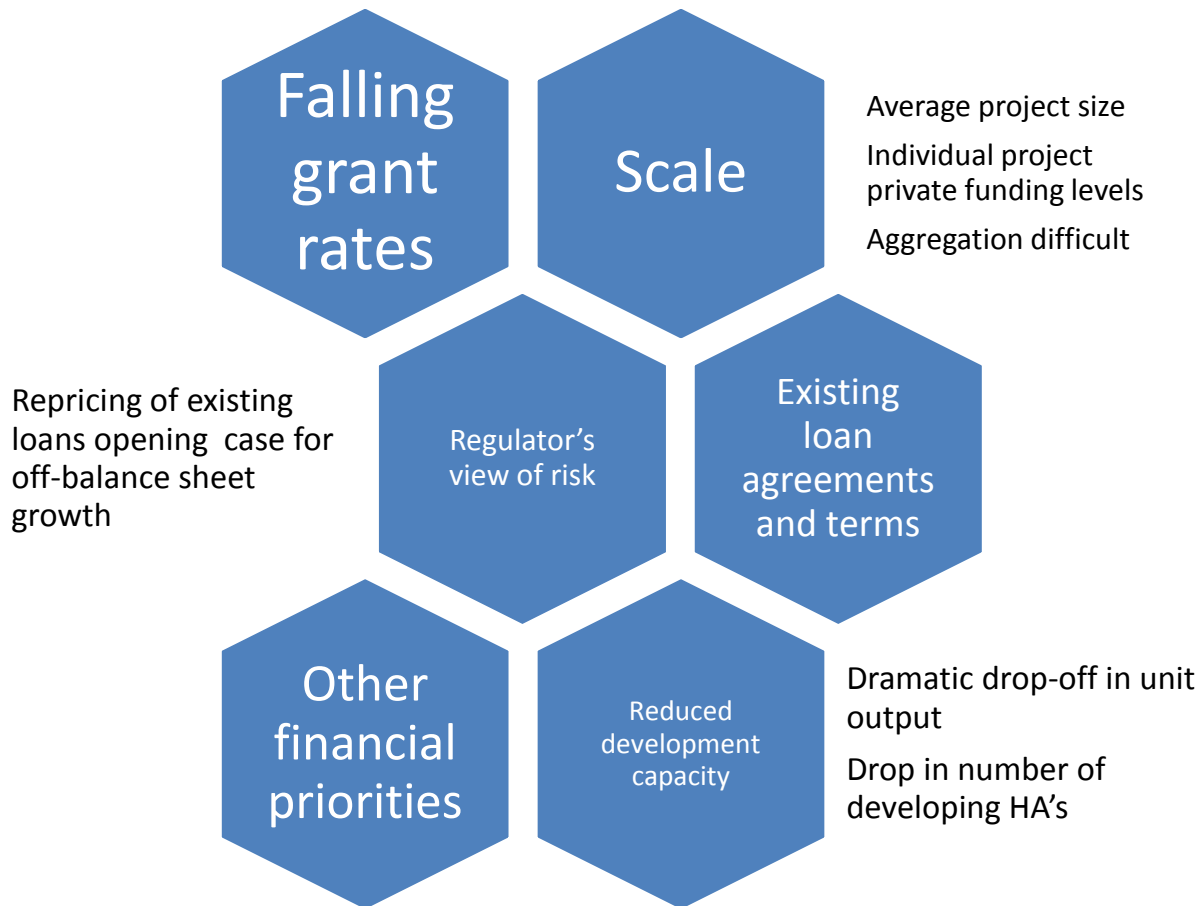 Falling
grant
rates
Scale
Average project size
Individual project
private funding levels
Aggregation difficult
Repricing of existing
loans opening  case for
off-balance sheet
growth
Regulator’s
view of risk
Existing
loan
agreements
and terms
Other
financial
priorities
Reduced
development
capacity
Dramatic drop-off in unit
output
Drop in number of
developing HA’s